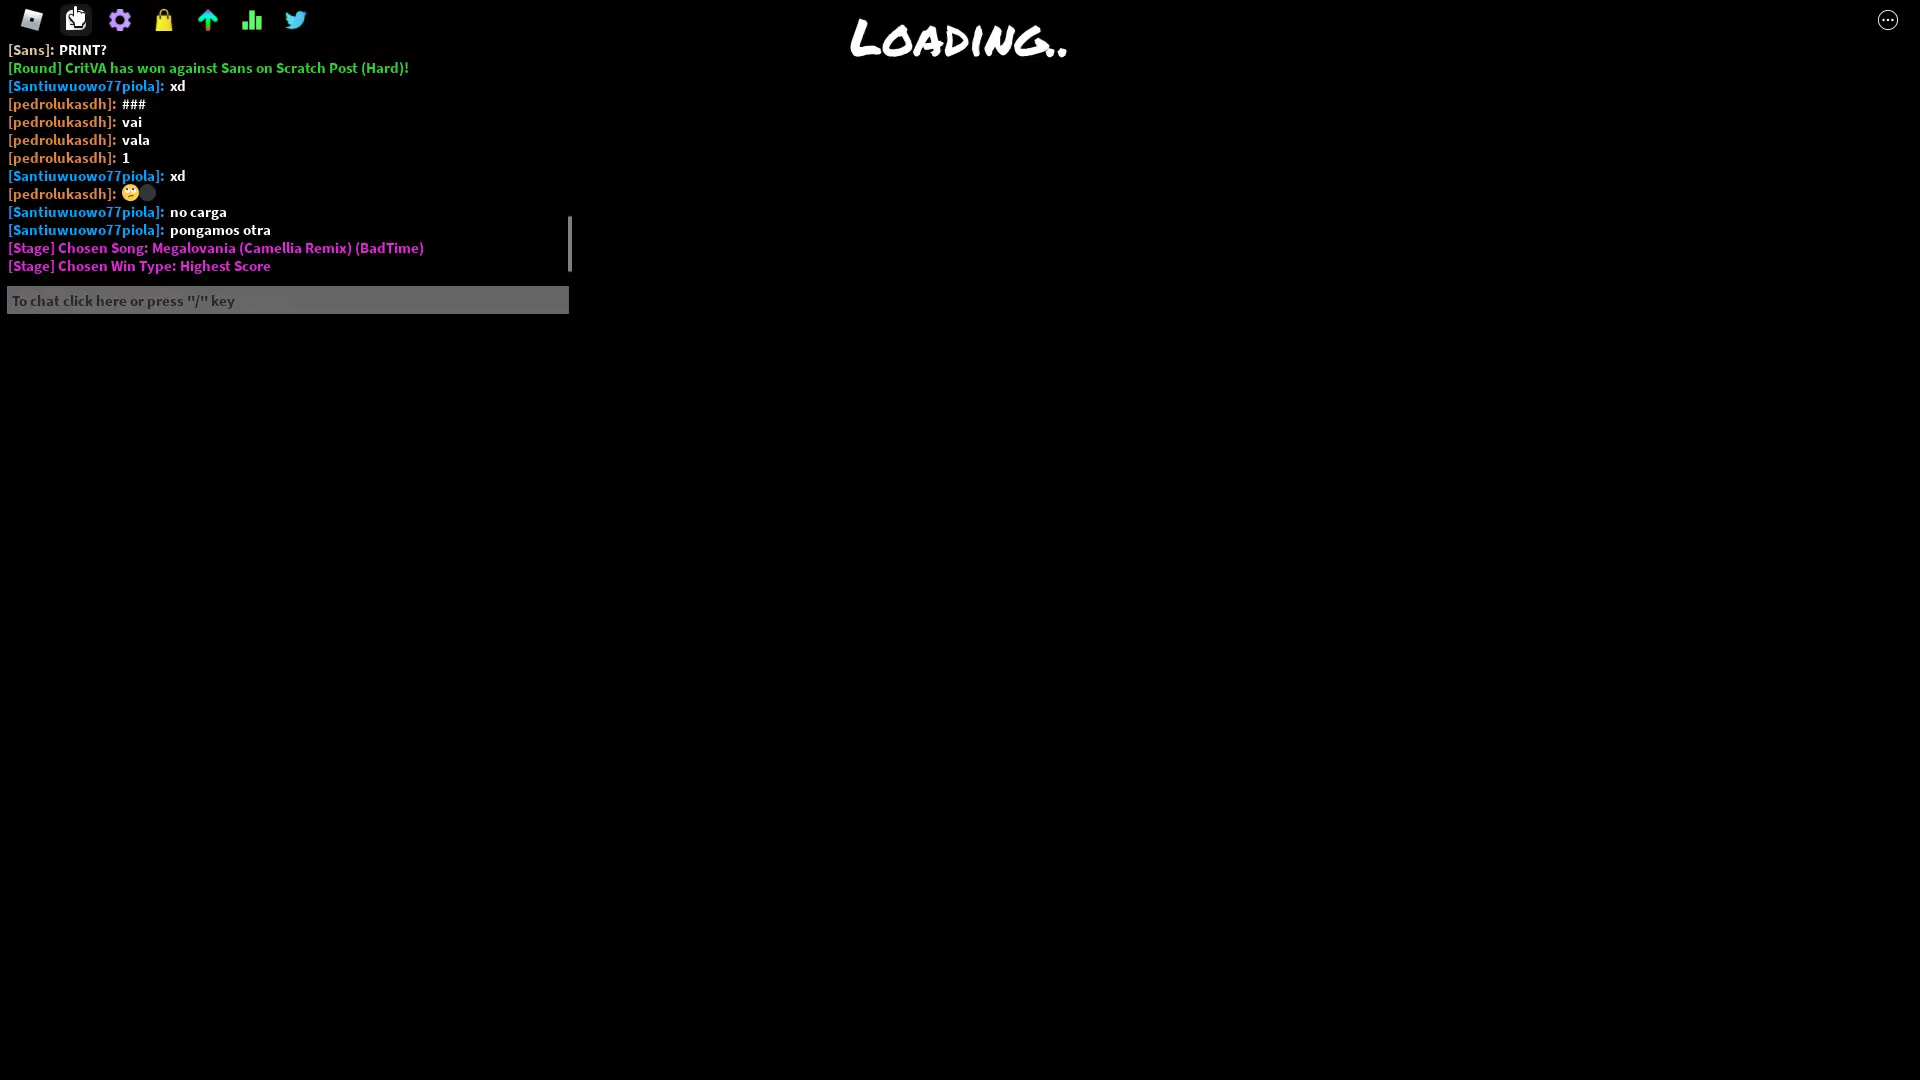 Loading..
[Sans]: PRINT?
[Round] CritVA has won against Sans on Scratch Post (Hard)!
[Santiuwuowo77piola]: xd
[pedrolukasdh]: ###
[pedrolukasdh]: vai
[pedrolukasdh]: vala
[pedrolukasdh]: 1
[Santiuwuowo77piola]: xd
[pedrolukasdh]: 🙄⚫
[Santiuwuowo77piola]: no carga
[Santiuwuowo77piola]: pongamos otra
[Stage] Chosen Song: Megalovania (Camellia Remix) (BadTime)
[Stage] Chosen Win Type: Highest Score
To chat click here or press "/" key